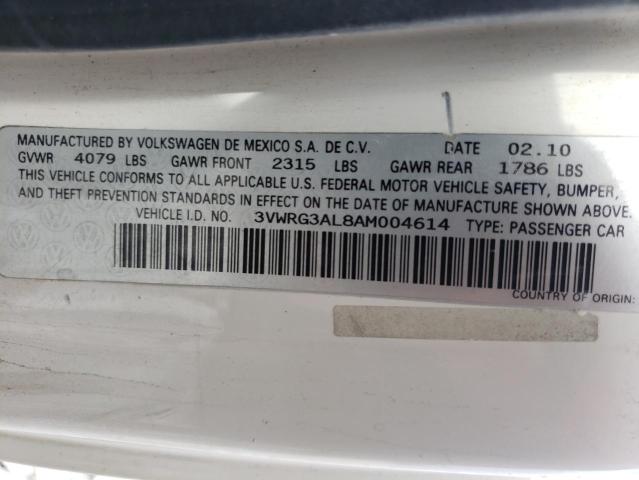 MANUFACTURED BY VOLKSWAGEN DE MEXICO S.A. DE C.V. DATE 02.10
GVWR 4079 LBS GAWR FRONT 2315 LBS GAWR REAR 1786 LBS
THIS VEHICLE CONFORMS TO ALL APPLICABLE U.S. FEDERAL MOTOR VEHICLE SAFETY, BUMPER,
AND THEFT PREVENTION STANDARDS IN EFFECT ON THE DATE OF MANUFACTURE SHOWN ABOVE.
VEHICLE I.D. NO. 3VWRG3AL8AM004614 TYPE: PASSENGER CAR
COUNTRY OF ORIGIN: